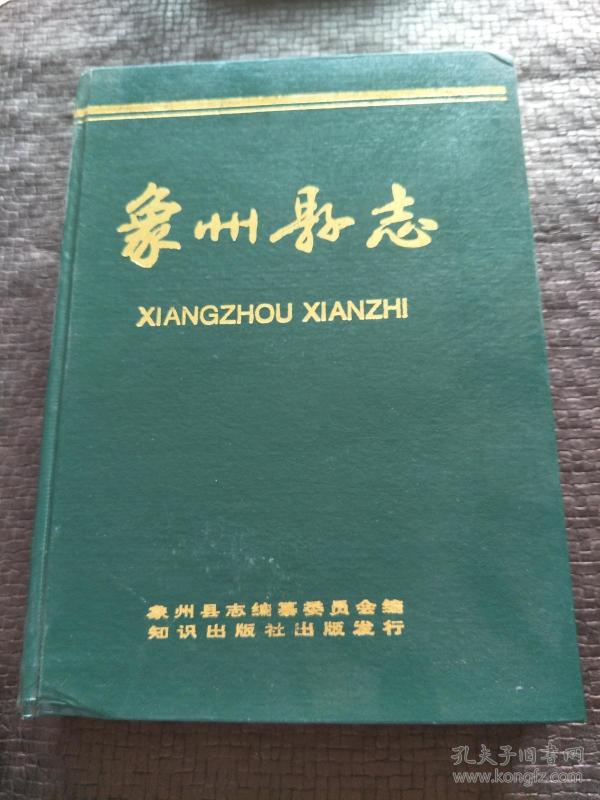 象州县志
XIANGZHOU XIANZHI
象州县志编纂委员会编
知识出版社出版发行
孔夫子旧书网
www.kongfz.com